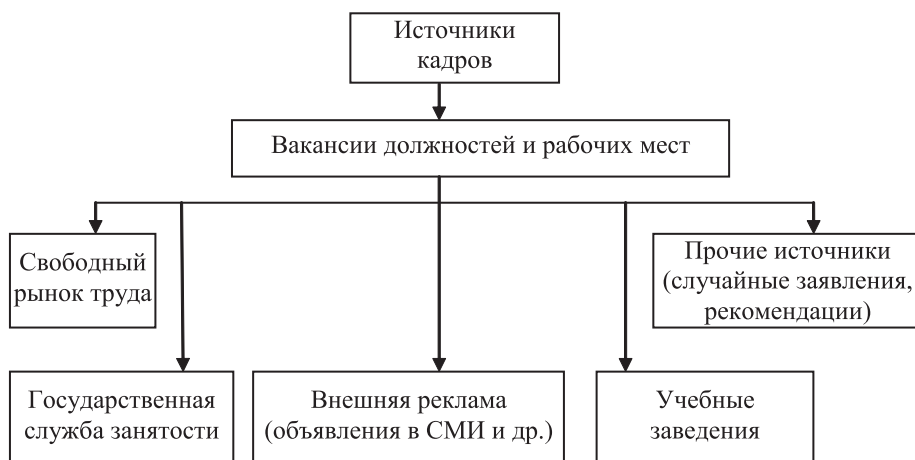 Источники
кадров
Вакансии должностей и рабочих мест
Свободный
рынок труда
Прочие источники
(случайные заявления,
рекомендации)
Государственная
служба занятости
Внешняя реклама
(объявления в СМИ и др.)
Учебные
заведения